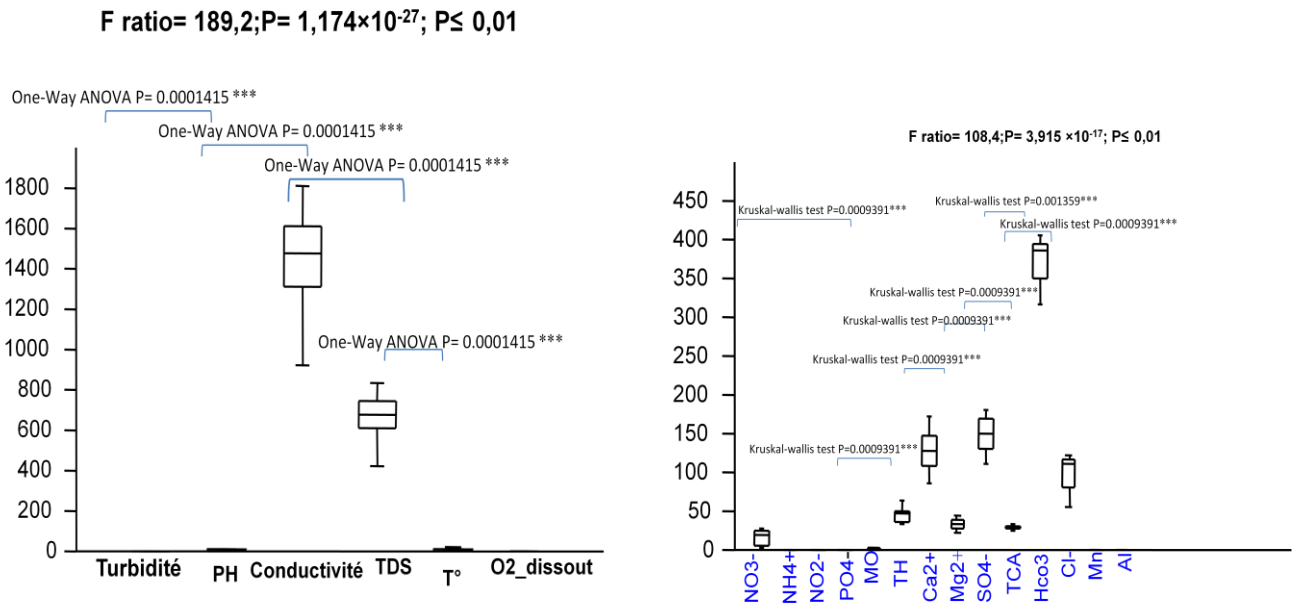 F ratio= 189,2;P= 1,174×10-27; P≤ 0,01
One-Way ANOVA P= 0.0001415 ***
One-Way ANOVA P= 0.0001415 ***
One-Way ANOVA P= 0.0001415 ***
One-Way ANOVA P= 0.0001415 ***
1800
1600
1400
1200
1000
800
600
400
200
0
Turbidité PH Conductivité TDS T° O2_dissout
F ratio= 108,4;P= 3,915 ×10-17; P≤ 0,01
Kruskal-wallis test P=0.001359***
Kruskal-wallis test P=0.0009391***
Kruskal-wallis test P=0.0009391***
Kruskal-wallis test P=0.0009391***
Kruskal-wallis test P=0.0009391***
Kruskal-wallis test P=0.0009391***
Kruskal-wallis test P=0.0009391***
450
400
350
300
250
200
150
100
50
0
NO3-
NH4+
NO2-
PO4-
MO
TH
Ca2+
Mg2+
SO4-
TCA
Hco3
Cl-
Mn
Al